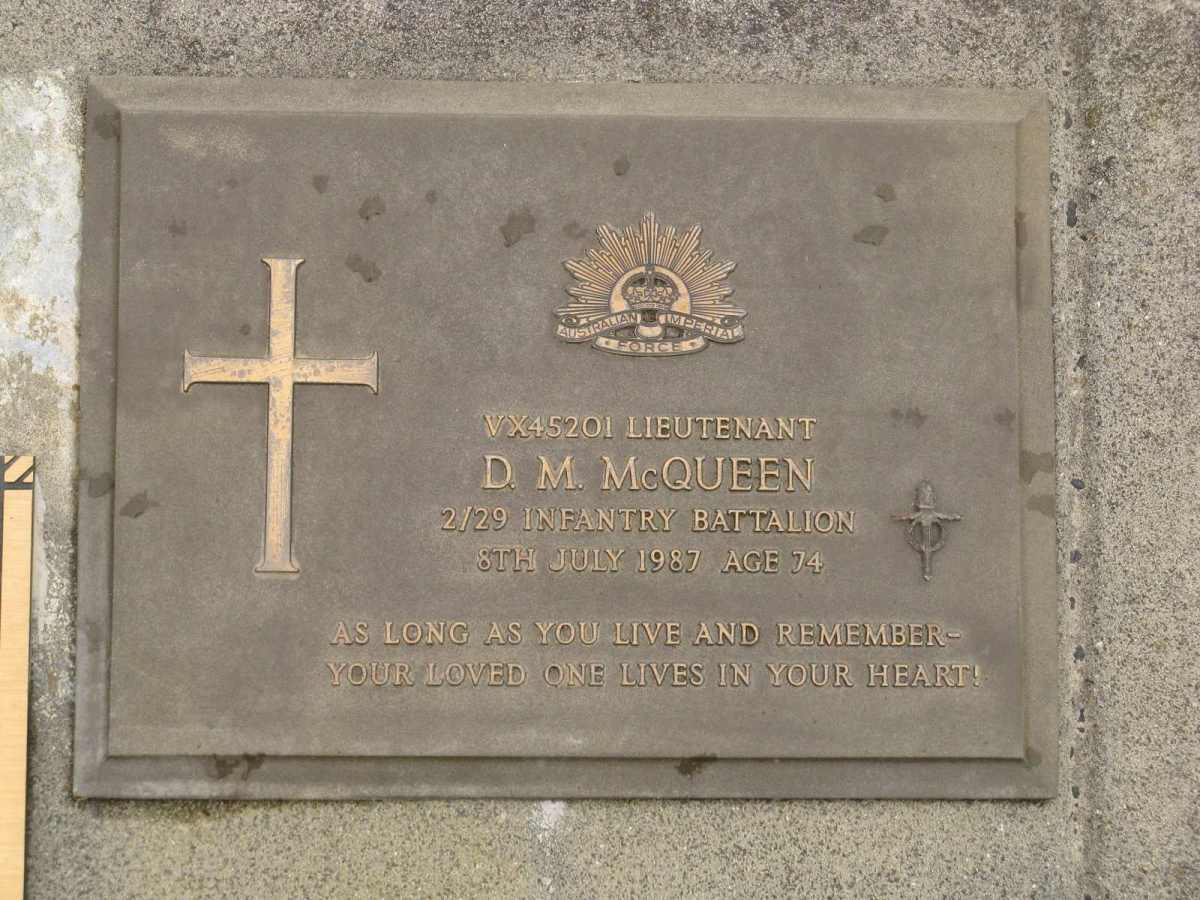 AUSTRALIAN IMPERIAL
FORCE
VX45201 LIEUTENANT
D. M. McQUEEN
2/29 INFANTRY BATTALION
8TH JULY 1987 AGE 74
AS LONG AS YOU LIVE AND REMEMBER-
YOUR LOVED ONE LIVES IN YOUR HEART!